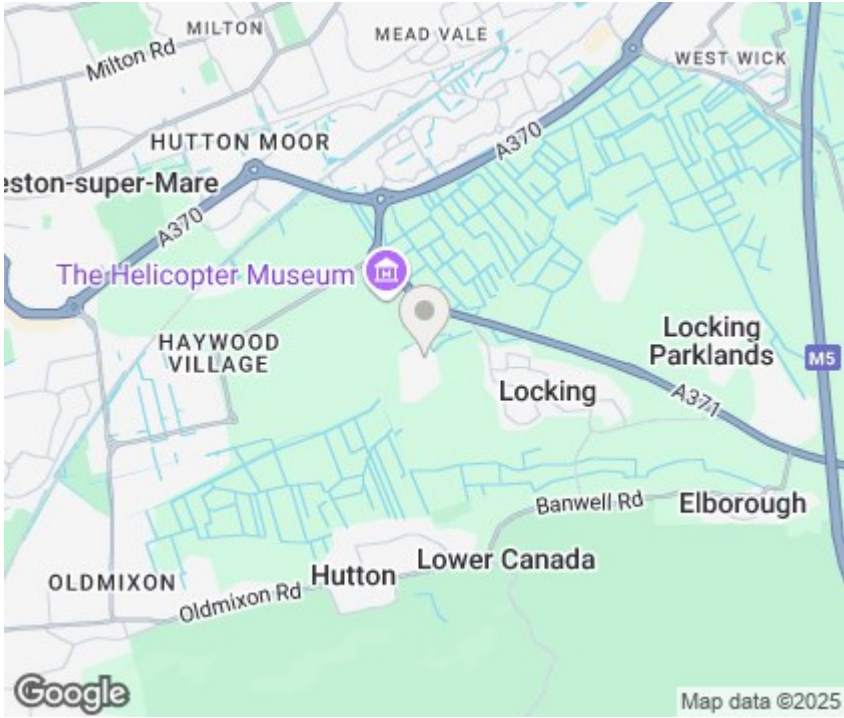 MILTON
Milton Rd
MEAD VALE
WEST WICK
A370
HUTTON MOOR
eston-super-Mare
A370
The Helicopter Museum
HAYWOOD
VILLAGE
Locking
Parklands
M5
Locking
A371
Banwell Rd
Elborough
Lower Canada
Hutton
OLDMIXON
Oldmixon Rd
Google
Map data ©2025